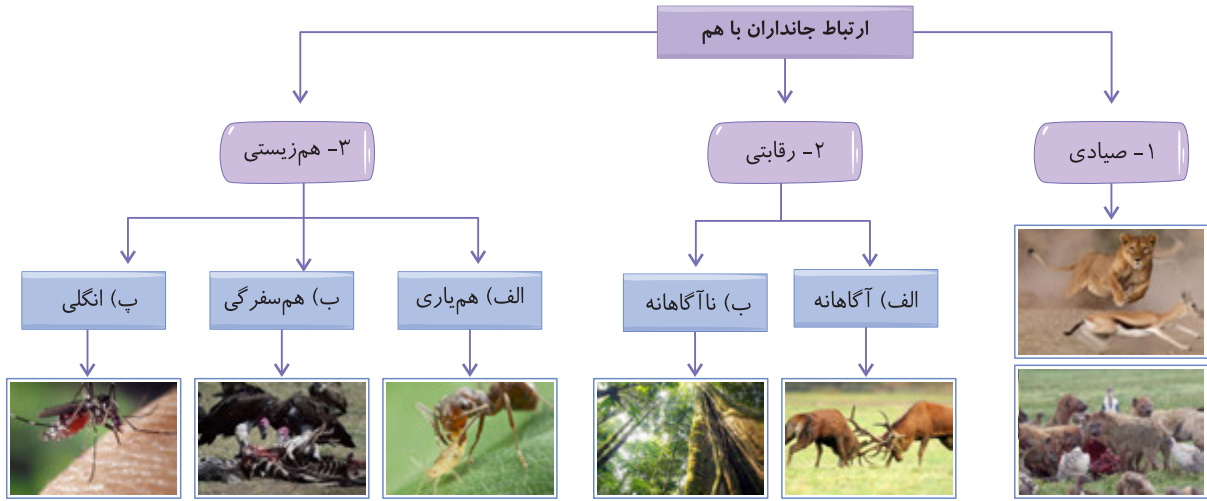 ارتباط جانداران با هم
۱- صیادی
۲- رقابتی
۳- هم‌زیستی
الف) آگاهانه
ب) ناآگاهانه
الف) هم‌یاری
ب) هم‌سفرگی
پ) انگلی